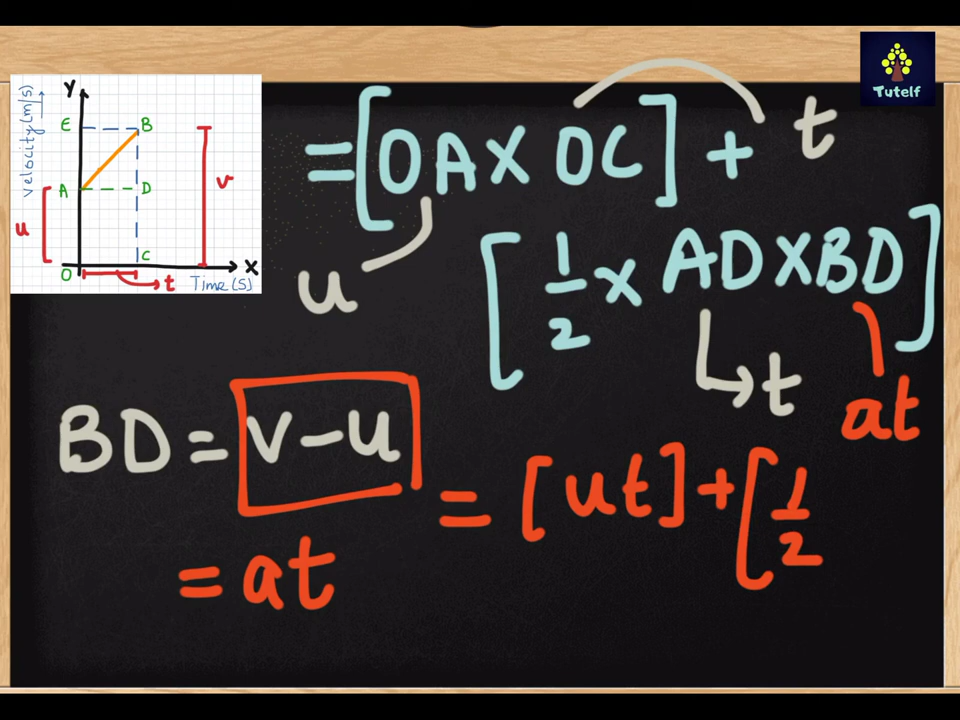 Tutelf
Y
Velocity(m/s)
E B
A D
u
v
O C X
t Time(s)
= [OA X OC] + t
u
[1/2 x AD X BD]
t
at
BD = v-u
= at
= [ut] + [1/2